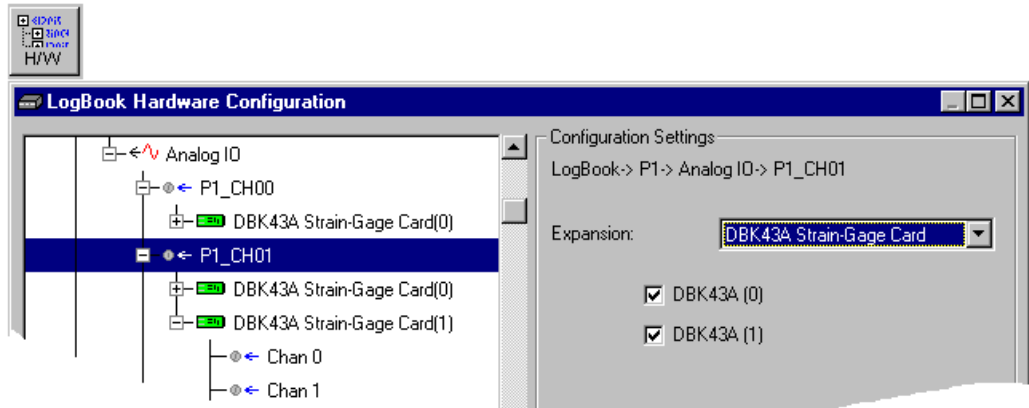 H/W
LogBook Hardware Configuration
Analog IO
P1_CH00
DBK43A Strain-Gage Card(0)
P1_CH01
DBK43A Strain-Gage Card(0)
DBK43A Strain-Gage Card(1)
Chan 0
Chan 1
Configuration Settings
LogBook-> P1-> Analog IO-> P1_CH01
Expansion: DBK43A Strain-Gage Card
DBK43A (0)
DBK43A (1)